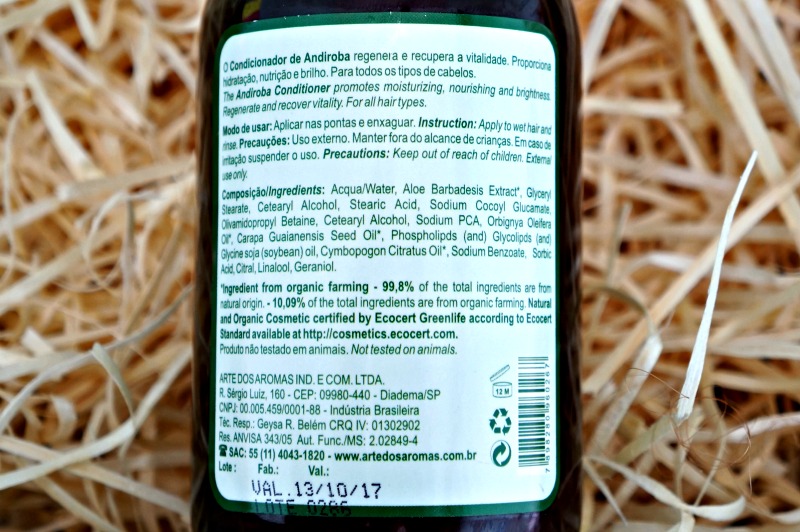 O Condicionador de Andiroba regenera e recupera a vitalidade. Proporciona
hidratação, nutrição e brilho. Para todos os tipos de cabelos.
The Andiroba Conditioner promotes moisturizing, nourishing and brightness.
Regenerate and recover vitality. For all hair types.
Modo de usar: Aplicar nas pontas e enxaguar. Instruction: Apply to wet hair and
rinse. Precauções: Uso externo. Manter fora do alcance de crianças. Em caso de
irritação suspender o uso. Precautions: Keep out of reach of children. External
use only.
Composição/Ingredients: Acqua/Water, Aloe Barbadesis Extract*, Glyceryl
Stearate, Cetearyl Alcohol, Stearic Acid, Sodium Cocoyl Glucamate,
Olivamidopropyl Betaine, Cetearyl Alcohol, Sodium PCA, Orbignya Oleifera
Oil*, Carapa Guaianensis Seed Oil*, Phospholipds (and) Glycolipds (and)
Glycine soja (soybean) oil, Cymbopogon Citratus Oil*, Sodium Benzoate, Sorbic
Acid, Citral, Linalool, Geraniol.
*Ingredient from organic farming - 99,8% of the total ingredients are from
natural origin. - 10,09% of the total ingredients are from organic farming. Natural
and Organic Cosmetic certified by Ecocert Greenlife according to Ecocert
Standard available at http://cosmetics.ecocert.com.
Produto não testado em animais. Not tested on animals.
ARTE DOS AROMAS IND. E COM. LTDA.
R. Sérgio Luiz, 160 - CEP: 09980-440 - Diadema/SP
CNPJ: 00.005.459/0001-88 - Indústria Brasileira
Téc. Resp.: Geysa R. Belém CRQ IV: 01302902
Res. ANVISA 343/05 Aut. Func./MS: 2.02849-4
SAC: 55 (11) 4043-1820 - www.artedosaromas.com.br
Lote: Fab.: Val.:
VAL.13/10/17
LOTE 0286
12 M
7898280960267